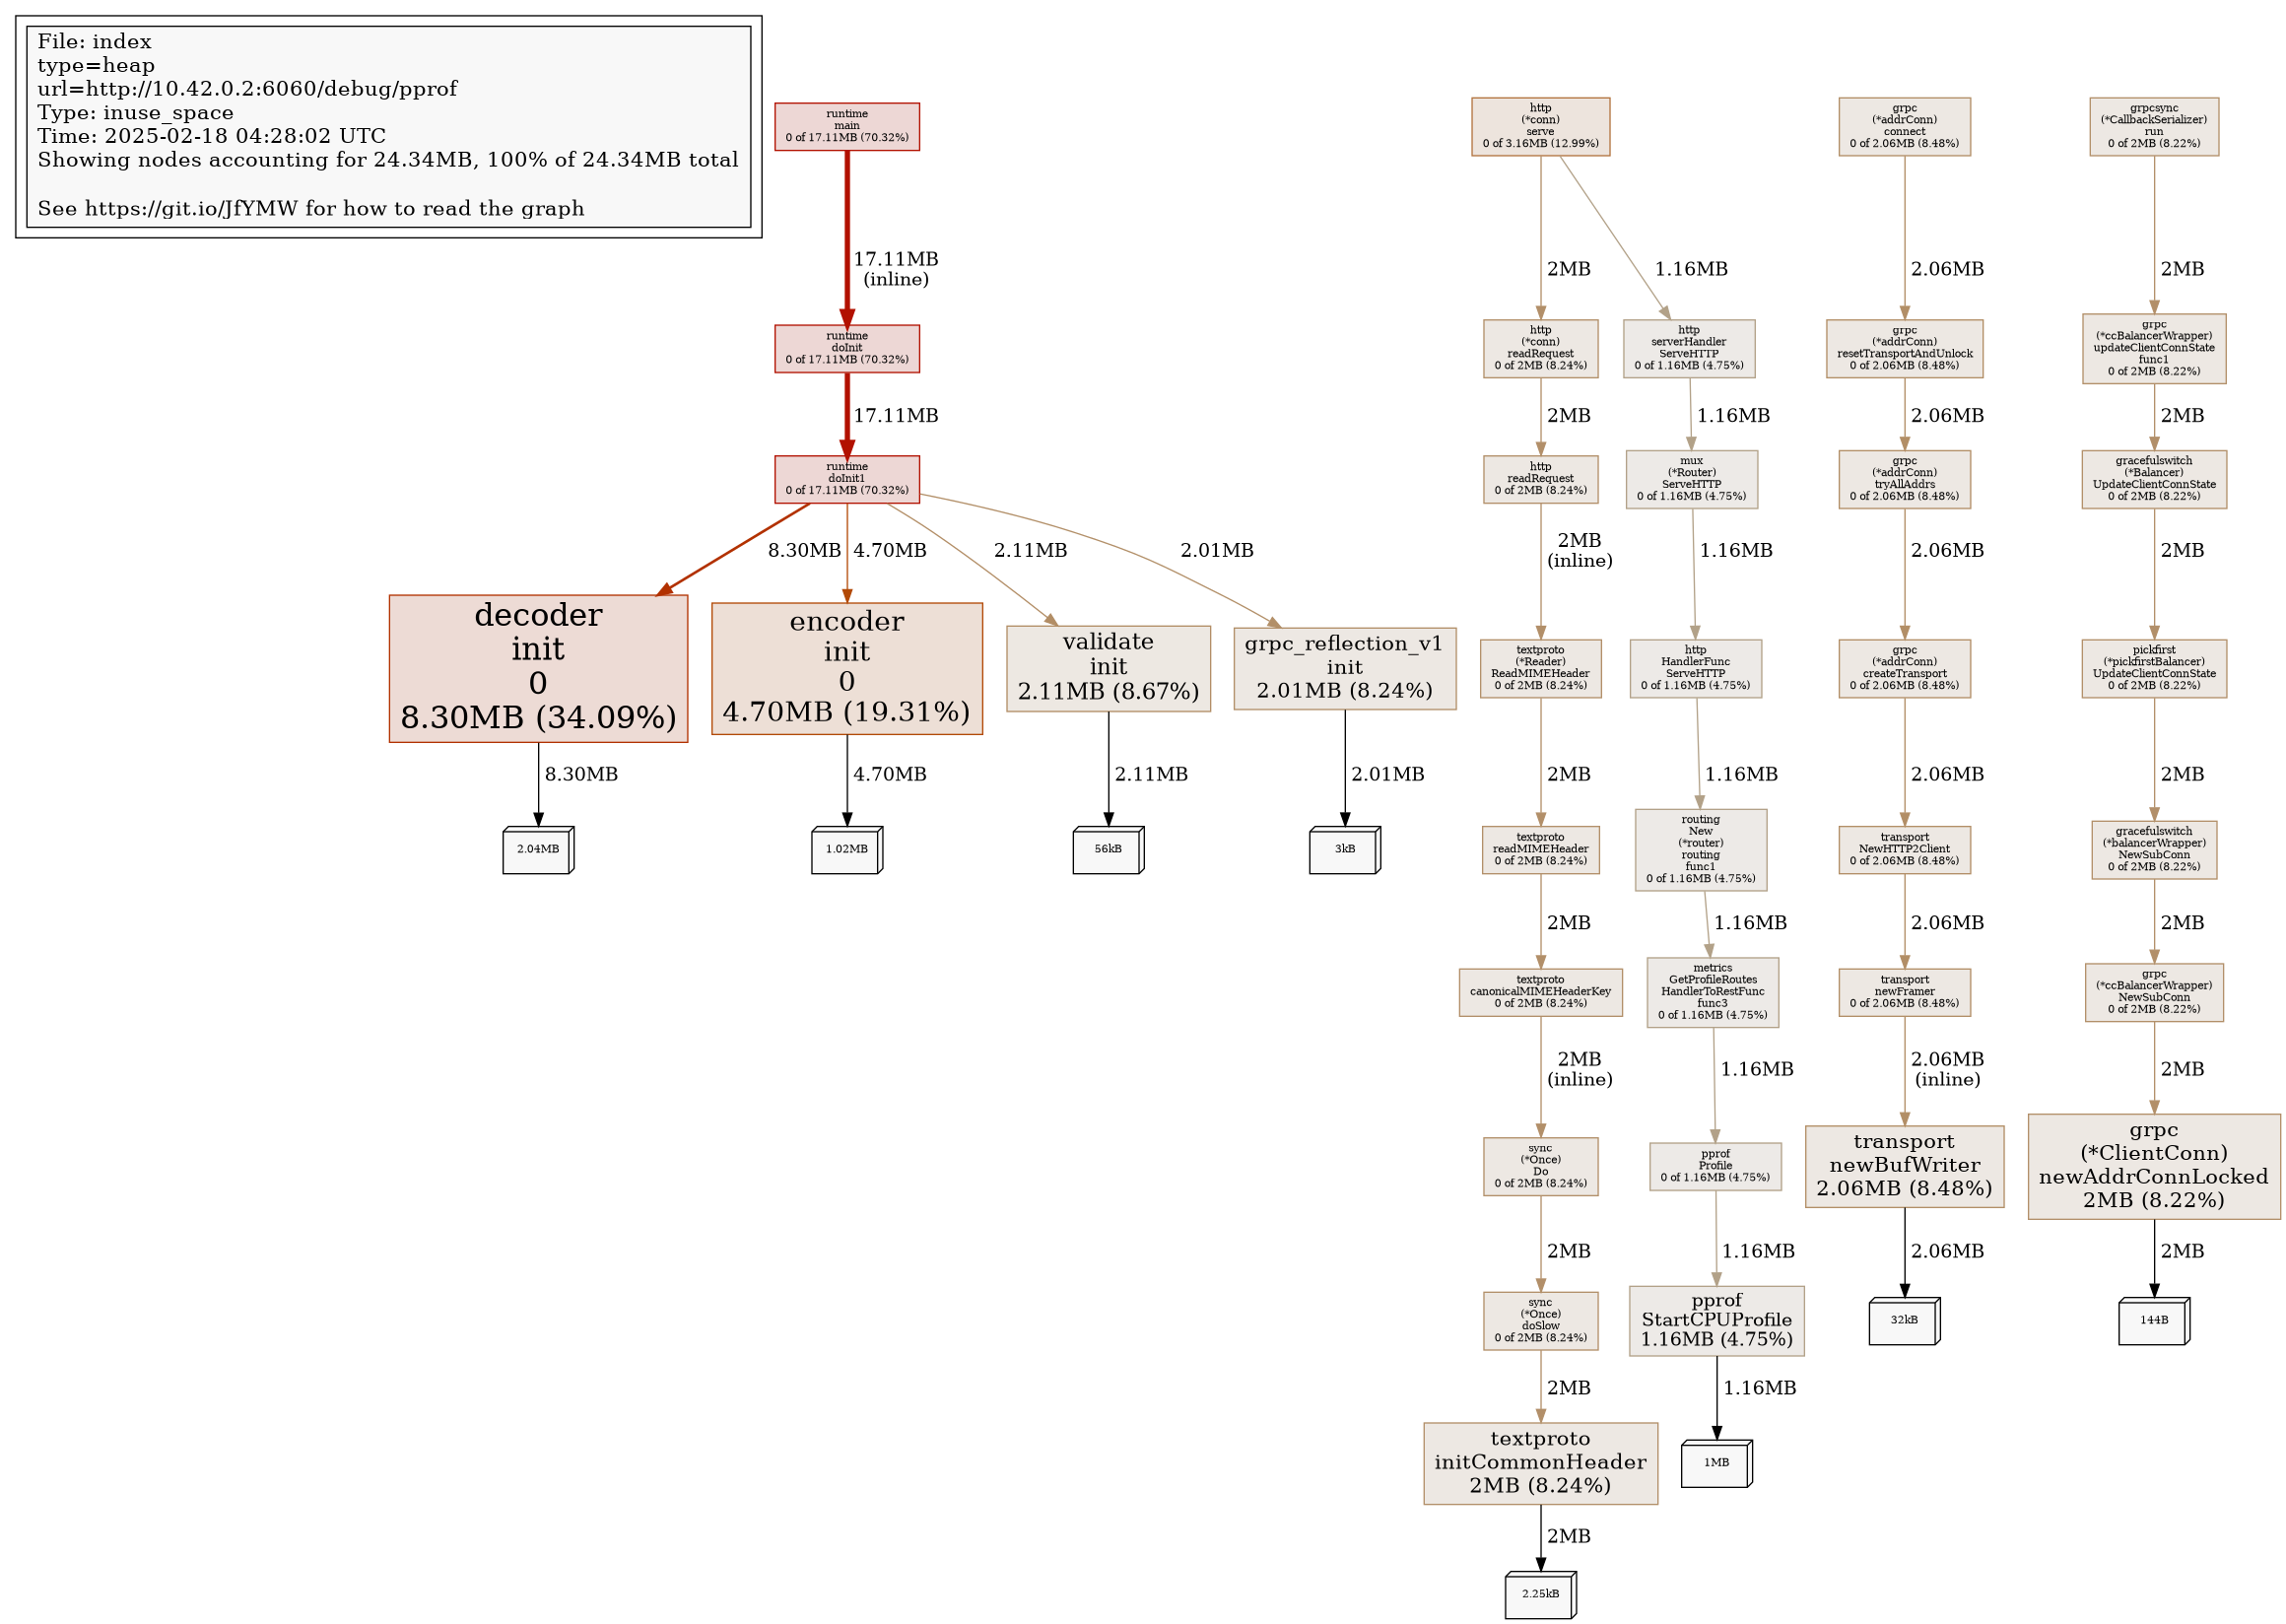 File: index
type=heap
url=http://10.42.0.2:6060/debug/pprof
Type: inuse_space
Time: 2025-02-18 04:28:02 UTC
Showing nodes accounting for 24.34MB, 100% of 24.34MB total
See https://git.io/JfYMW for how to read the graph
runtime
main
0 of 17.11MB (70.32%)
17.11MB
(inline)
runtime
doInit
0 of 17.11MB (70.32%)
17.11MB
runtime
doInit1
0 of 17.11MB (70.32%)
8.30MB
4.70MB
2.11MB
2.01MB
decoder
init
0
8.30MB (34.09%)
8.30MB
2.04MB
encoder
init
0
4.70MB (19.31%)
4.70MB
1.02MB
validate
init
2.11MB (8.67%)
2.11MB
56kB
grpc_reflection_v1
init
2.01MB (8.24%)
2.01MB
3kB
http
(*conn)
serve
0 of 3.16MB (12.99%)
2MB
1.16MB
http
(*conn)
readRequest
0 of 2MB (8.24%)
2MB
http
readRequest
0 of 2MB (8.24%)
2MB
(inline)
textproto
(*Reader)
ReadMIMEHeader
0 of 2MB (8.24%)
2MB
textproto
readMIMEHeader
0 of 2MB (8.24%)
2MB
textproto
canonicalMIMEHeaderKey
0 of 2MB (8.24%)
2MB
(inline)
sync
(*Once)
Do
0 of 2MB (8.24%)
2MB
sync
(*Once)
doSlow
0 of 2MB (8.24%)
2MB
textproto
initCommonHeader
2MB (8.24%)
2MB
2.25kB
http
serverHandler
ServeHTTP
0 of 1.16MB (4.75%)
1.16MB
mux
(*Router)
ServeHTTP
0 of 1.16MB (4.75%)
1.16MB
http
HandlerFunc
ServeHTTP
0 of 1.16MB (4.75%)
1.16MB
routing
New
(*router)
routing
func1
0 of 1.16MB (4.75%)
1.16MB
metrics
GetProfileRoutes
HandlerToRestFunc
func3
0 of 1.16MB (4.75%)
1.16MB
pprof
Profile
0 of 1.16MB (4.75%)
1.16MB
pprof
StartCPUProfile
1.16MB (4.75%)
1.16MB
1MB
grpc
(*addrConn)
connect
0 of 2.06MB (8.48%)
2.06MB
grpc
(*addrConn)
resetTransportAndUnlock
0 of 2.06MB (8.48%)
2.06MB
grpc
(*addrConn)
tryAllAddrs
0 of 2.06MB (8.48%)
2.06MB
grpc
(*addrConn)
createTransport
0 of 2.06MB (8.48%)
2.06MB
transport
NewHTTP2Client
0 of 2.06MB (8.48%)
2.06MB
transport
newFramer
0 of 2.06MB (8.48%)
2.06MB
(inline)
transport
newBufWriter
2.06MB (8.48%)
2.06MB
32kB
grpcsync
(*CallbackSerializer)
run
0 of 2MB (8.22%)
2MB
grpc
(*ccBalancerWrapper)
updateClientConnState
func1
0 of 2MB (8.22%)
2MB
gracefulswitch
(*Balancer)
UpdateClientConnState
0 of 2MB (8.22%)
2MB
pickfirst
(*pickfirstBalancer)
UpdateClientConnState
0 of 2MB (8.22%)
2MB
gracefulswitch
(*balancerWrapper)
NewSubConn
0 of 2MB (8.22%)
2MB
grpc
(*ccBalancerWrapper)
NewSubConn
0 of 2MB (8.22%)
2MB
grpc
(*ClientConn)
newAddrConnLocked
2MB (8.22%)
2MB
144B